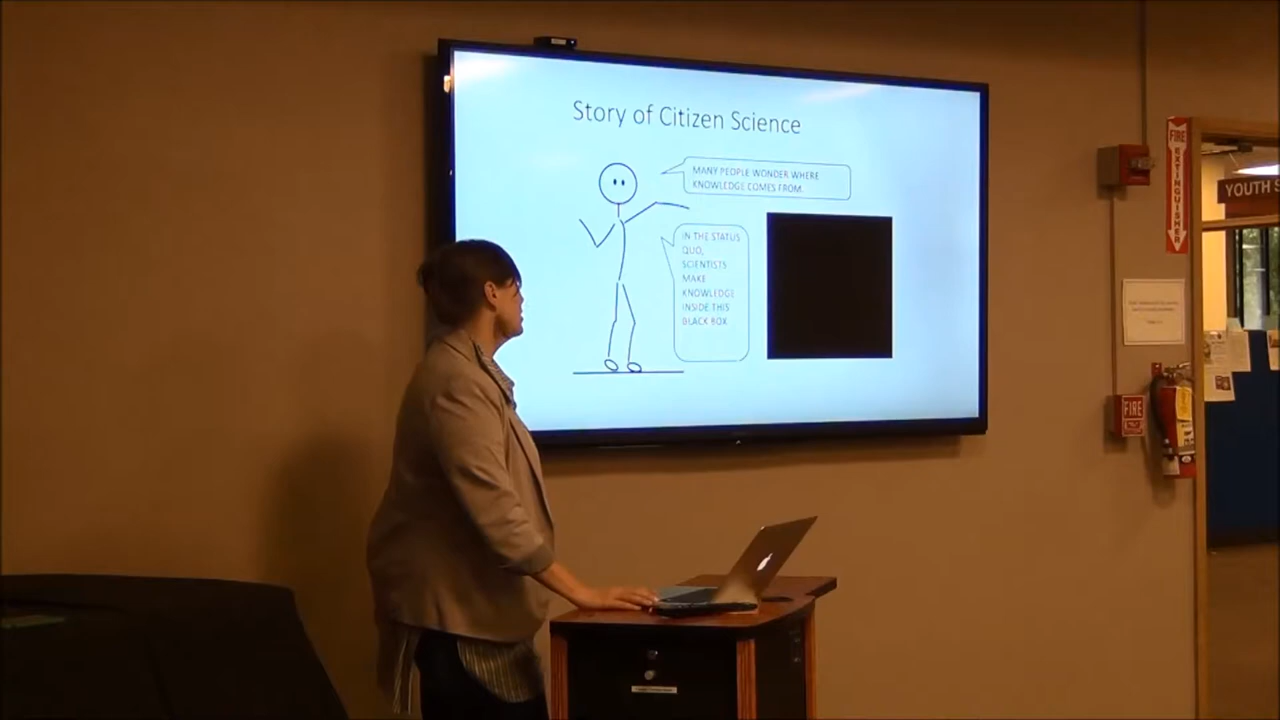 Story of Citizen Science
MANY PEOPLE WONDER WHERE
KNOWLEDGE COMES FROM.
IN THE STATUS
QUO,
SCIENTISTS
MAKE
KNOWLEDGE
INSIDE THIS
BLACK BOX
FIRE
EXTINGUISHER
YOUTH S
FIRE